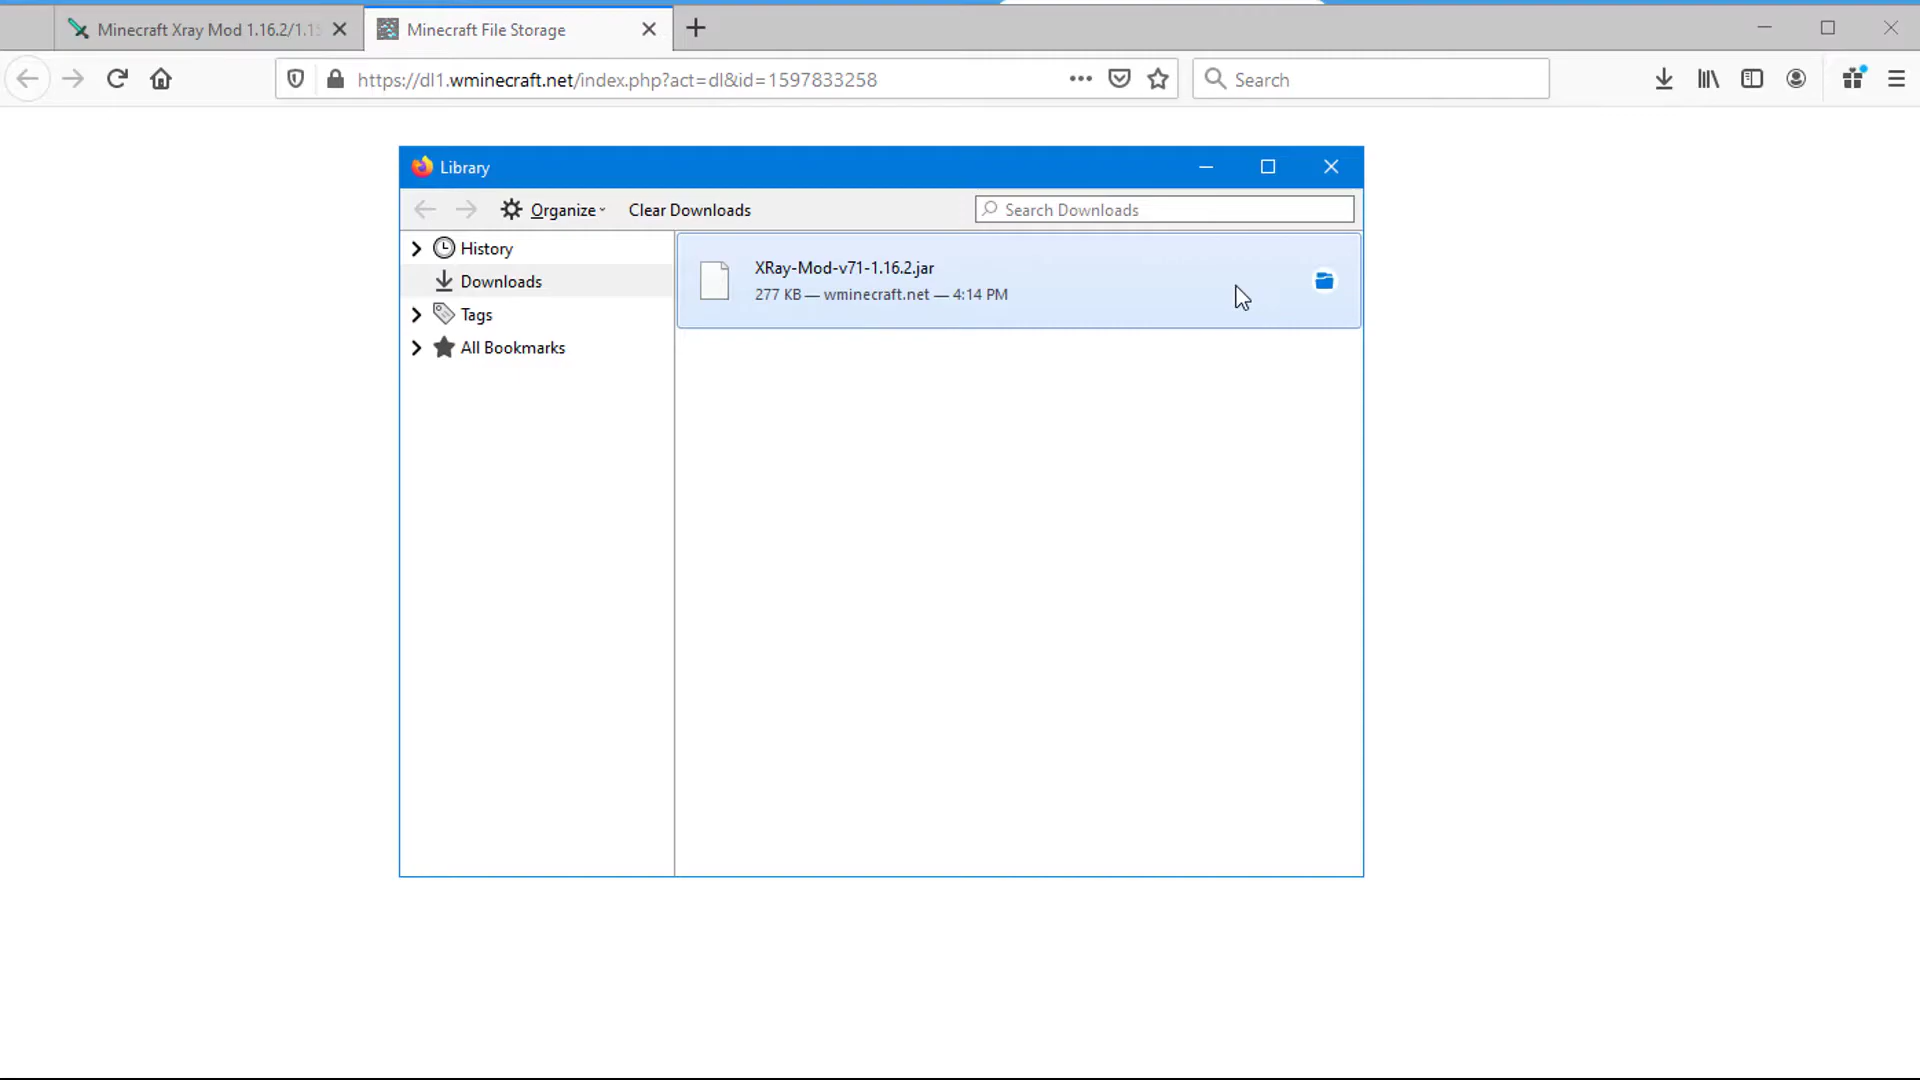 Minecraft Xray Mod 1.16.2/1.15
Minecraft File Storage
https://dl1.wminecraft.net/index.php?act=dl&id=1597833258
Search
Library
Organize
Clear Downloads
Search Downloads
History
Downloads
Tags
All Bookmarks
XRay-Mod-v71-1.16.2.jar
277 KB — wminecraft.net — 4:14 PM